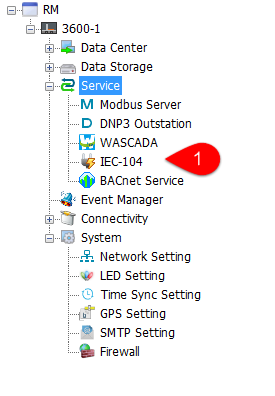 RM
3600-1
Data Center
Data Storage
Service
M Modbus Server
D DNP3 Outstation
WASCADA
IEC-104 1
BACnet Service
Event Manager
Connectivity
System
Network Setting
LED Setting
Time Sync Setting
GPS Setting
SMTP Setting
Firewall